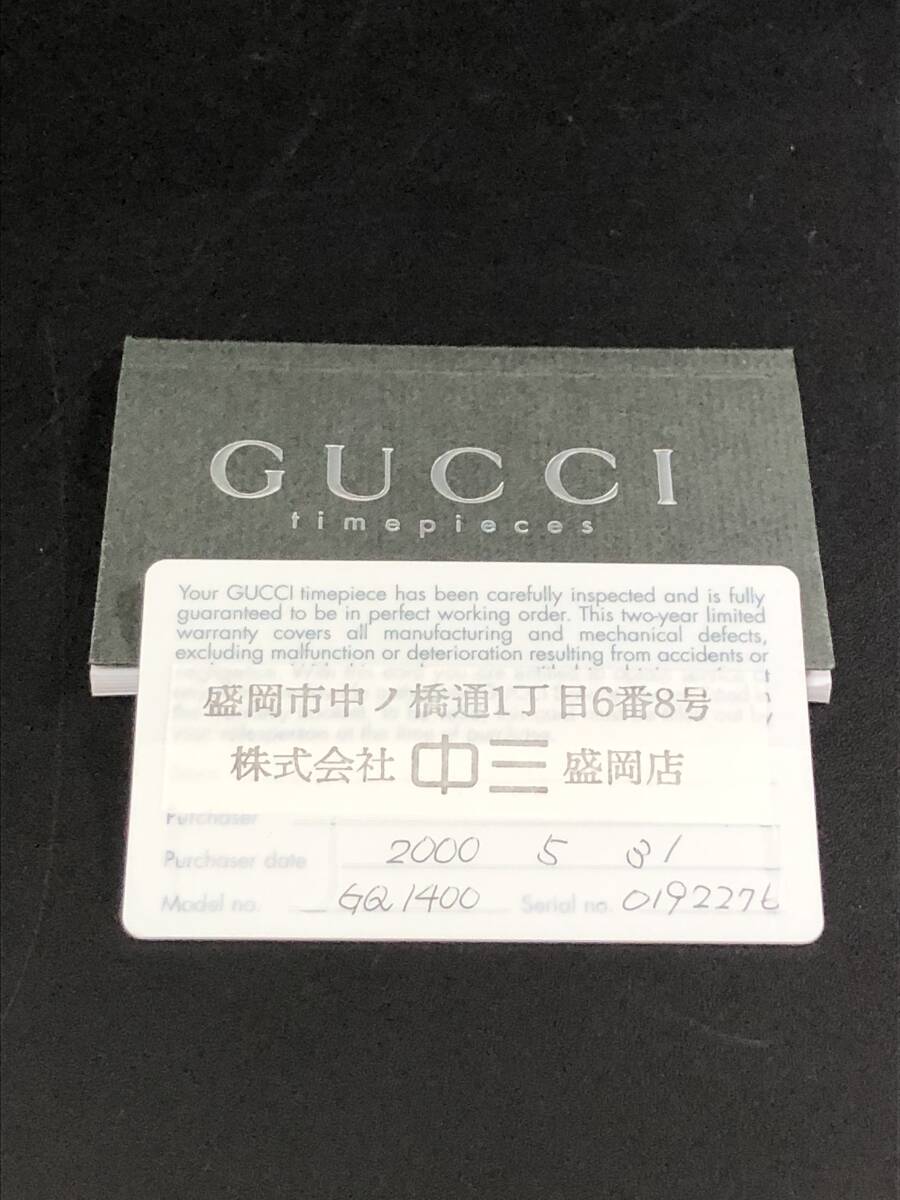 GUCCI
timepieces
Your GUCCI timepiece has been carefully inspected and is fully
guaranteed to be in perfect working order. This two-year limited
warranty covers all manufacturing and mechanical defects,
excluding malfunction or deterioration resulting from accidents or
盛岡市中ノ橋通1丁目6番8号
株式会社 中三 盛岡店
Purchaser
Purchaser date 2000 5 31
Model no. GQ1400 Serial no. 0192276